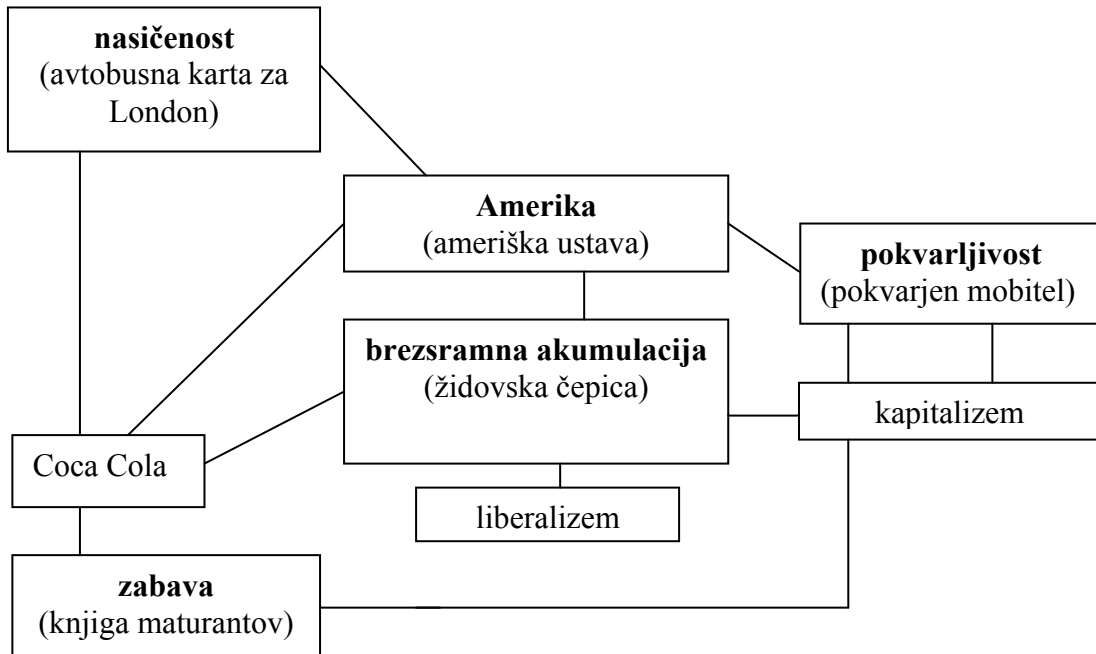 nasičenost
(avtobusna karta za
London)
Amerika
(ameriška ustava)
pokvarljivost
(pokvarjen mobitel)
brezsramna akumulacija
(židovska čepica)
kapitalizem
Coca Cola
liberalizem
zabava
(knjiga maturantov)